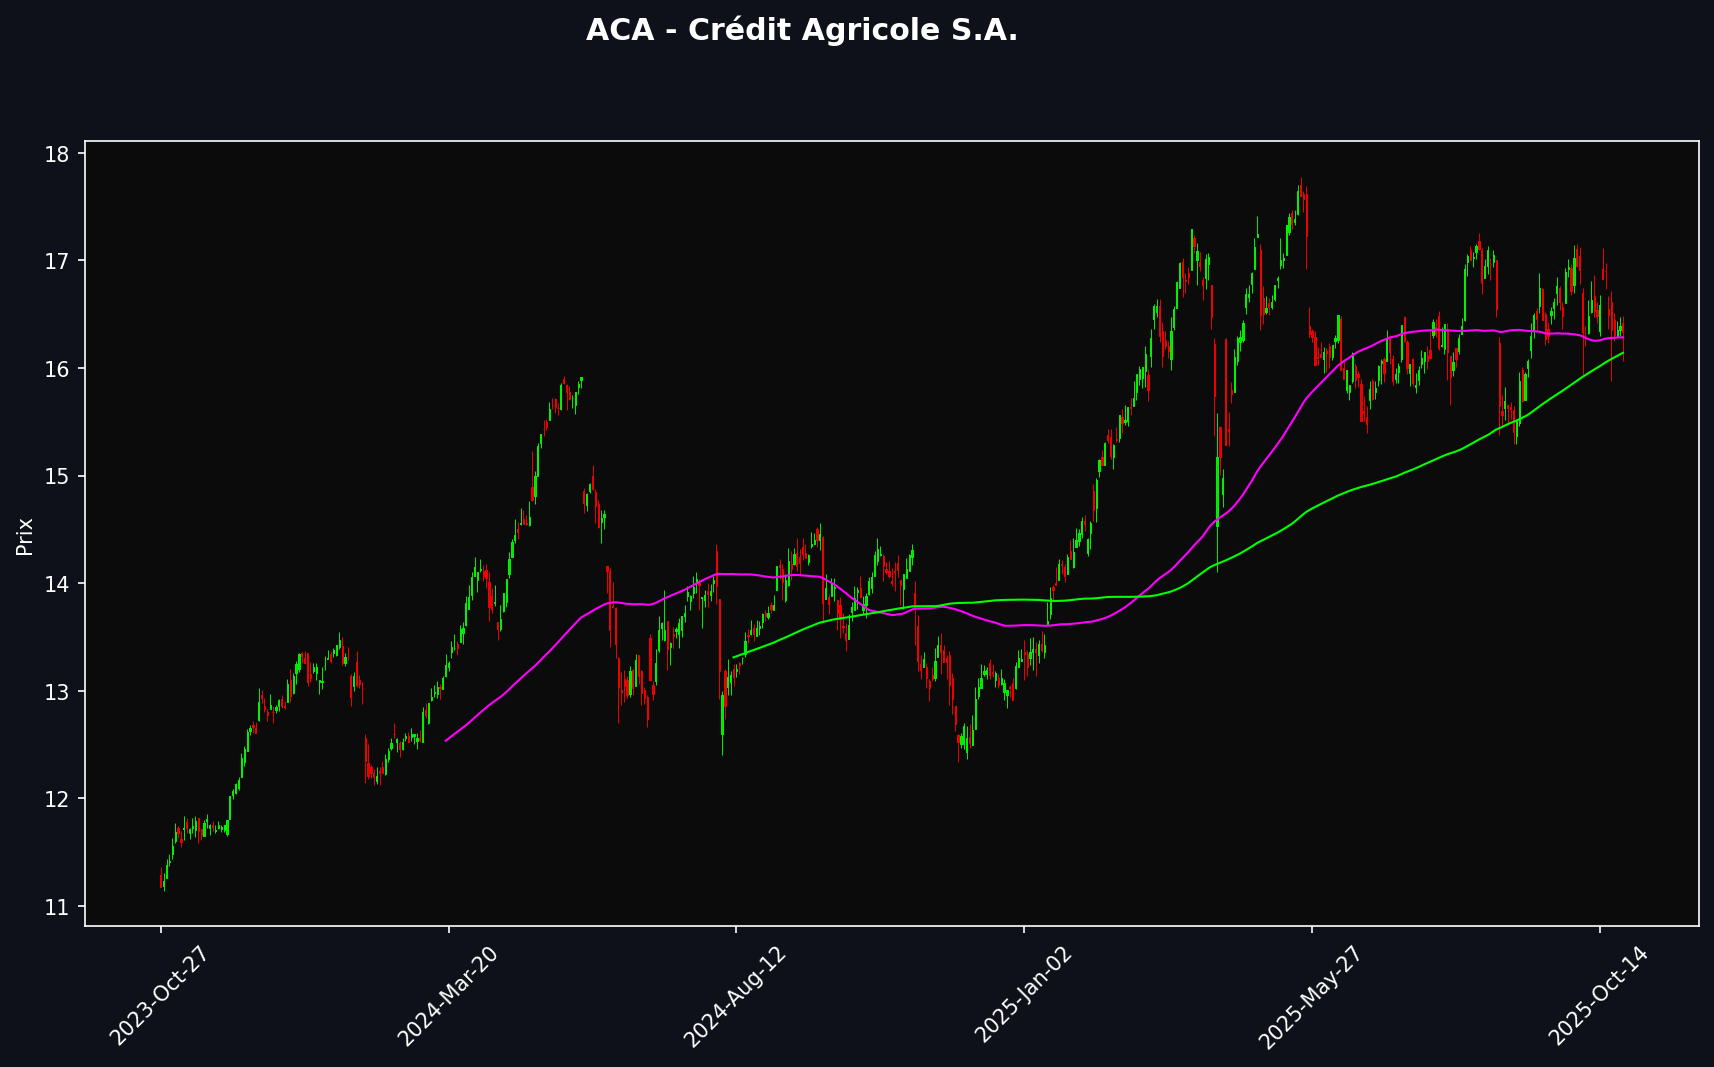 ACA - Crédit Agricole S.A.
Prix
18
17
16
15
14
13
12
11
2023-Oct-27
2024-Mar-20
2024-Aug-12
2025-Jan-02
2025-May-27
2025-Oct-14